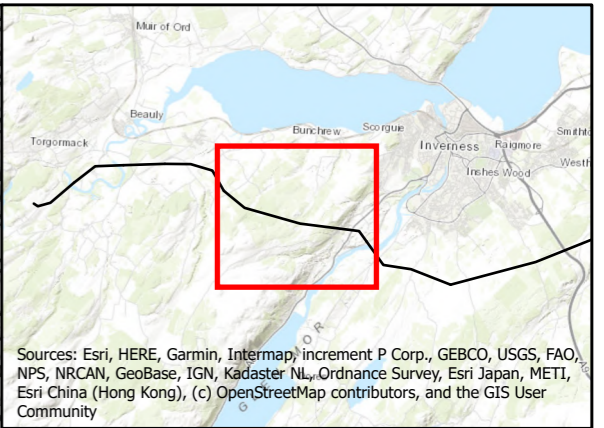 Muir of Ord
Beauly
Torgormack
Bunchrew
Scorguie
Inverness
Raigmore
Inshes Wood
Sources: Esri, HERE, Garmin, Intermap, increment P Corp., GEBCO, USGS, FAO,
NPS, NRCAN, GeoBase, IGN, Kadaster NL, Ordnance Survey, Esri Japan, METI,
Esri China (Hong Kong), (c) OpenStreetMap contributors, and the GIS User
Community